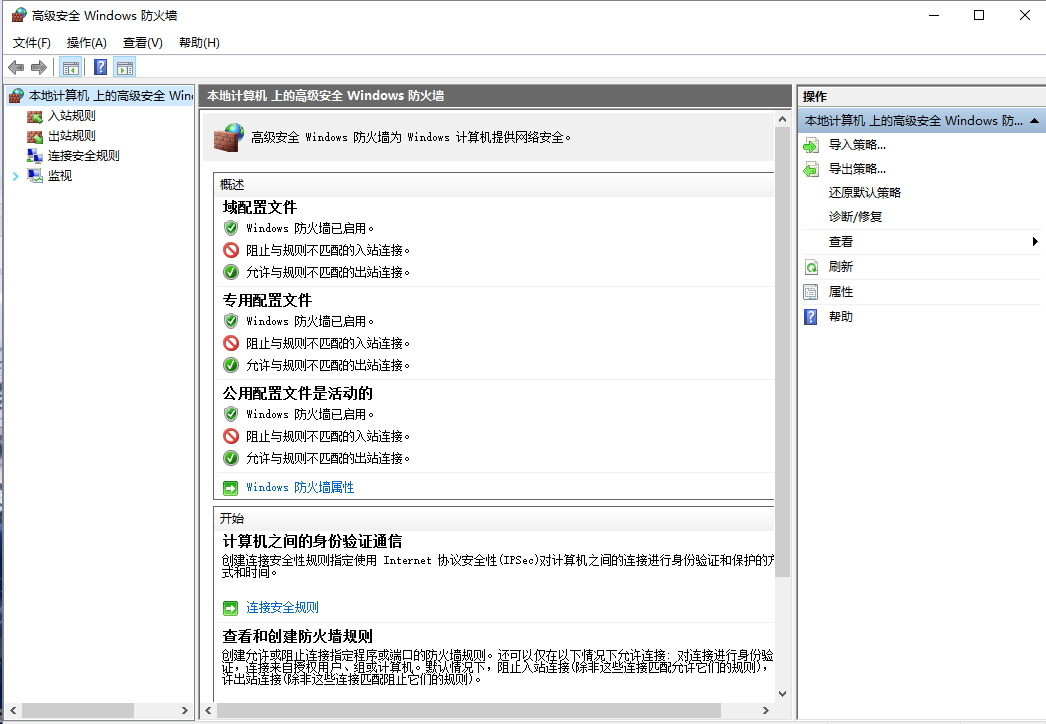 高级安全 Windows 防火墙
文件(F) 操作(A) 查看(V) 帮助(H)
本地计算机 上的高级安全 Win
入站规则
出站规则
连接安全规则
监视
本地计算机 上的高级安全 Windows 防火墙
高级安全 Windows 防火墙为 Windows 计算机提供网络安全。
概述
域配置文件
Windows 防火墙已启用。
阻止与规则不匹配的入站连接。
允许与规则不匹配的出站连接。
专用配置文件
Windows 防火墙已启用。
阻止与规则不匹配的入站连接。
允许与规则不匹配的出站连接。
公用配置文件是活动的
Windows 防火墙已启用。
阻止与规则不匹配的入站连接。
允许与规则不匹配的出站连接。
Windows 防火墙属性
开始
计算机之间的身份验证通信
创建连接安全性规则指定使用 Internet 协议安全性(IPSec)对计算机之间的连接进行身份验证和保护的方
式和时间。
连接安全规则
查看和创建防火墙规则
创建允许或阻止连接指定程序或端口的防火墙规则。还可以仅在以下情况下允许连接: 对连接进行身份验
证，连接来自授权用户、组或计算机。默认情况下，阻止入站连接(除非这些连接匹配允许它们的规则)，
许出站连接(除非这些连接匹配阻止它们的规则)。
操作
本地计算机 上的高级安全 Windows 防...
导入策略...
导出策略...
还原默认策略
诊断/修复
查看
刷新
属性
帮助